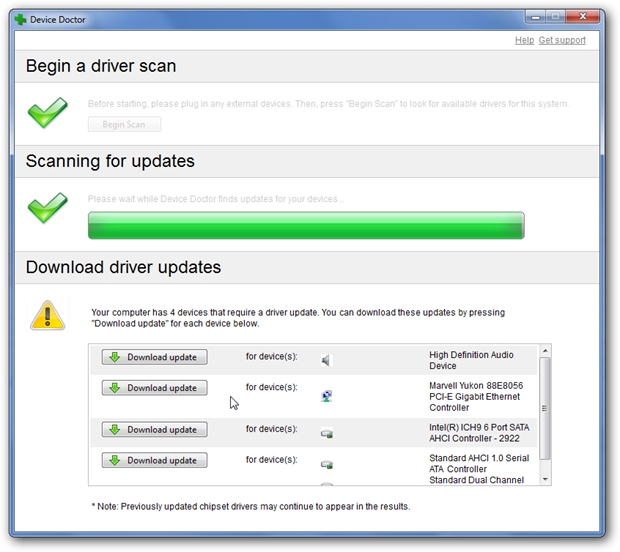 Device Doctor
Help Get support
Begin a driver scan
Before starting, please plug in any external devices. Then, press "Begin Scan" to look for available drivers for this system.
Begin Scan
Scanning for updates
Please wait while Device Doctor finds updates for your devices...
Download driver updates
Your computer has 4 devices that require a driver update. You can download these updates by pressing
"Download update" for each device below.
Download update for device(s): High Definition Audio
Device
Download update for device(s): Marvell Yukon 88E8056
PCI-E Gigabit Ethernet
Controller
Download update for device(s): Intel(R) ICH9 6 Port SATA
AHCI Controller - 2922
Download update for device(s): Standard AHCI 1.0 Serial
ATA Controller
Standard Dual Channel
* Note: Previously updated chipset drivers may continue to appear in the results.